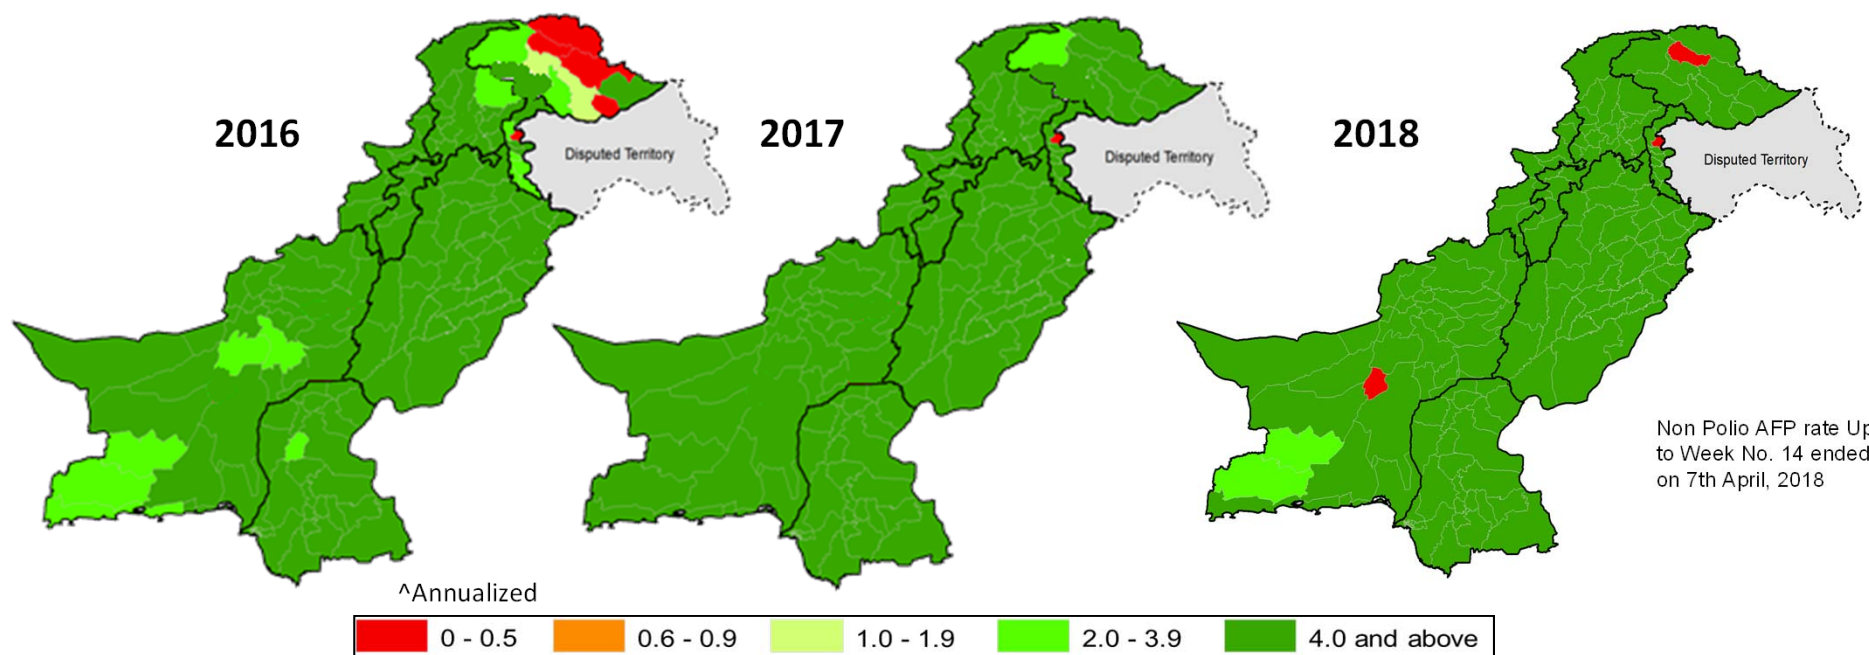 2016
2017
2018
Disputed Territory
Disputed Territory
Disputed Territory
Non Polio AFP rate Up
to Week No. 14 ended
on 7th April, 2018
^Annualized
0 - 0.5
0.6 - 0.9
1.0 - 1.9
2.0 - 3.9
4.0 and above